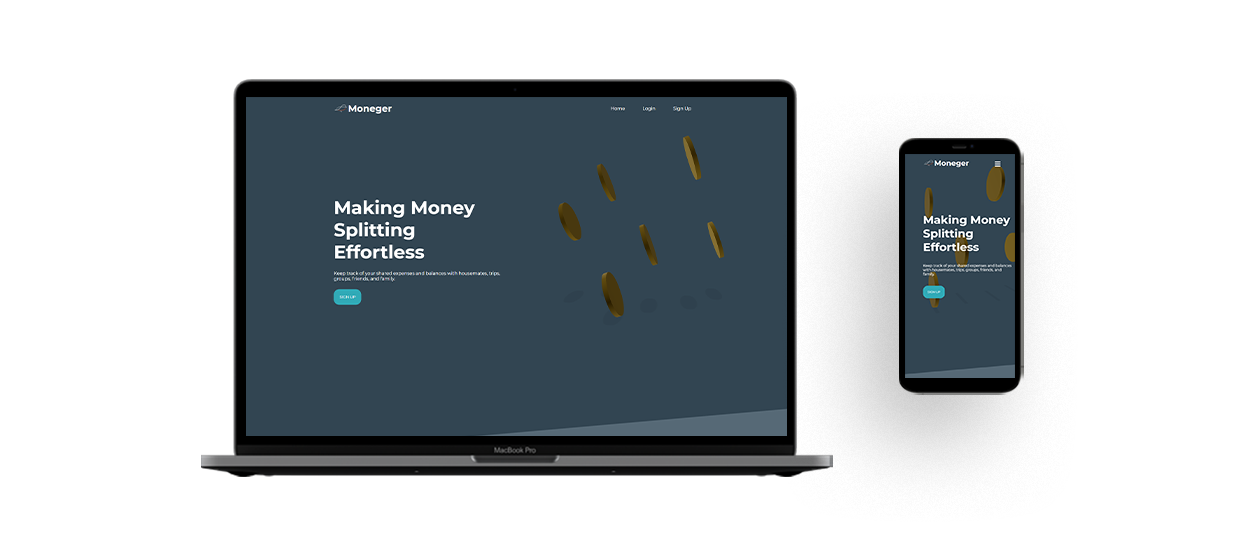 Moneger
Home Login Sign Up
Making Money
Splitting
Effortless
Keep track of your shared expenses and balances with housemates, trips,
groups, friends, and family.
SIGN UP
MacBook Pro
Moneger
Making Money
Splitting
Effortless
Keep track of your shared expenses and balances
with housemates, trips, groups, friends, and
family.
SIGN UP